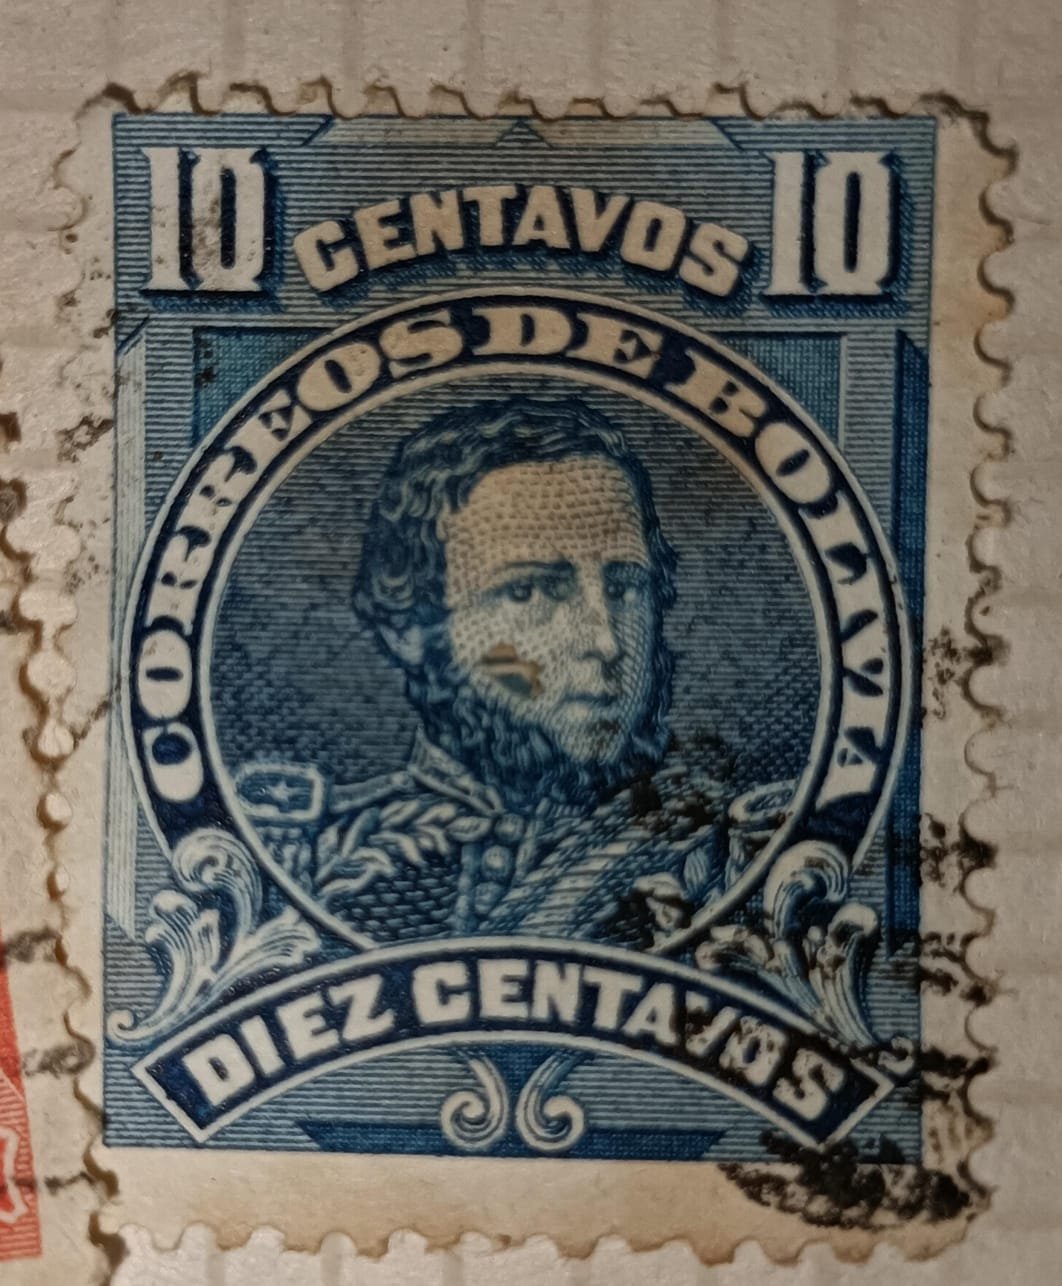 10 CENTAVOS 10
CORREOS DE BOLIVIA
DIEZ CENTAVOS